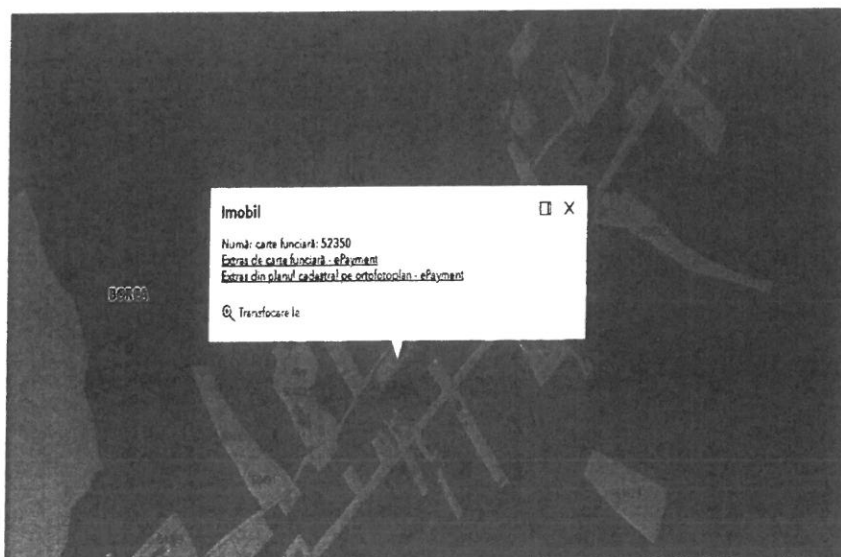 Imobil
Număr carte funciară: 52350
Extras de carte funciară - ePayment
Extras din planul cadastral pe ortofotoplan - ePayment
BORCA
Transfocare la